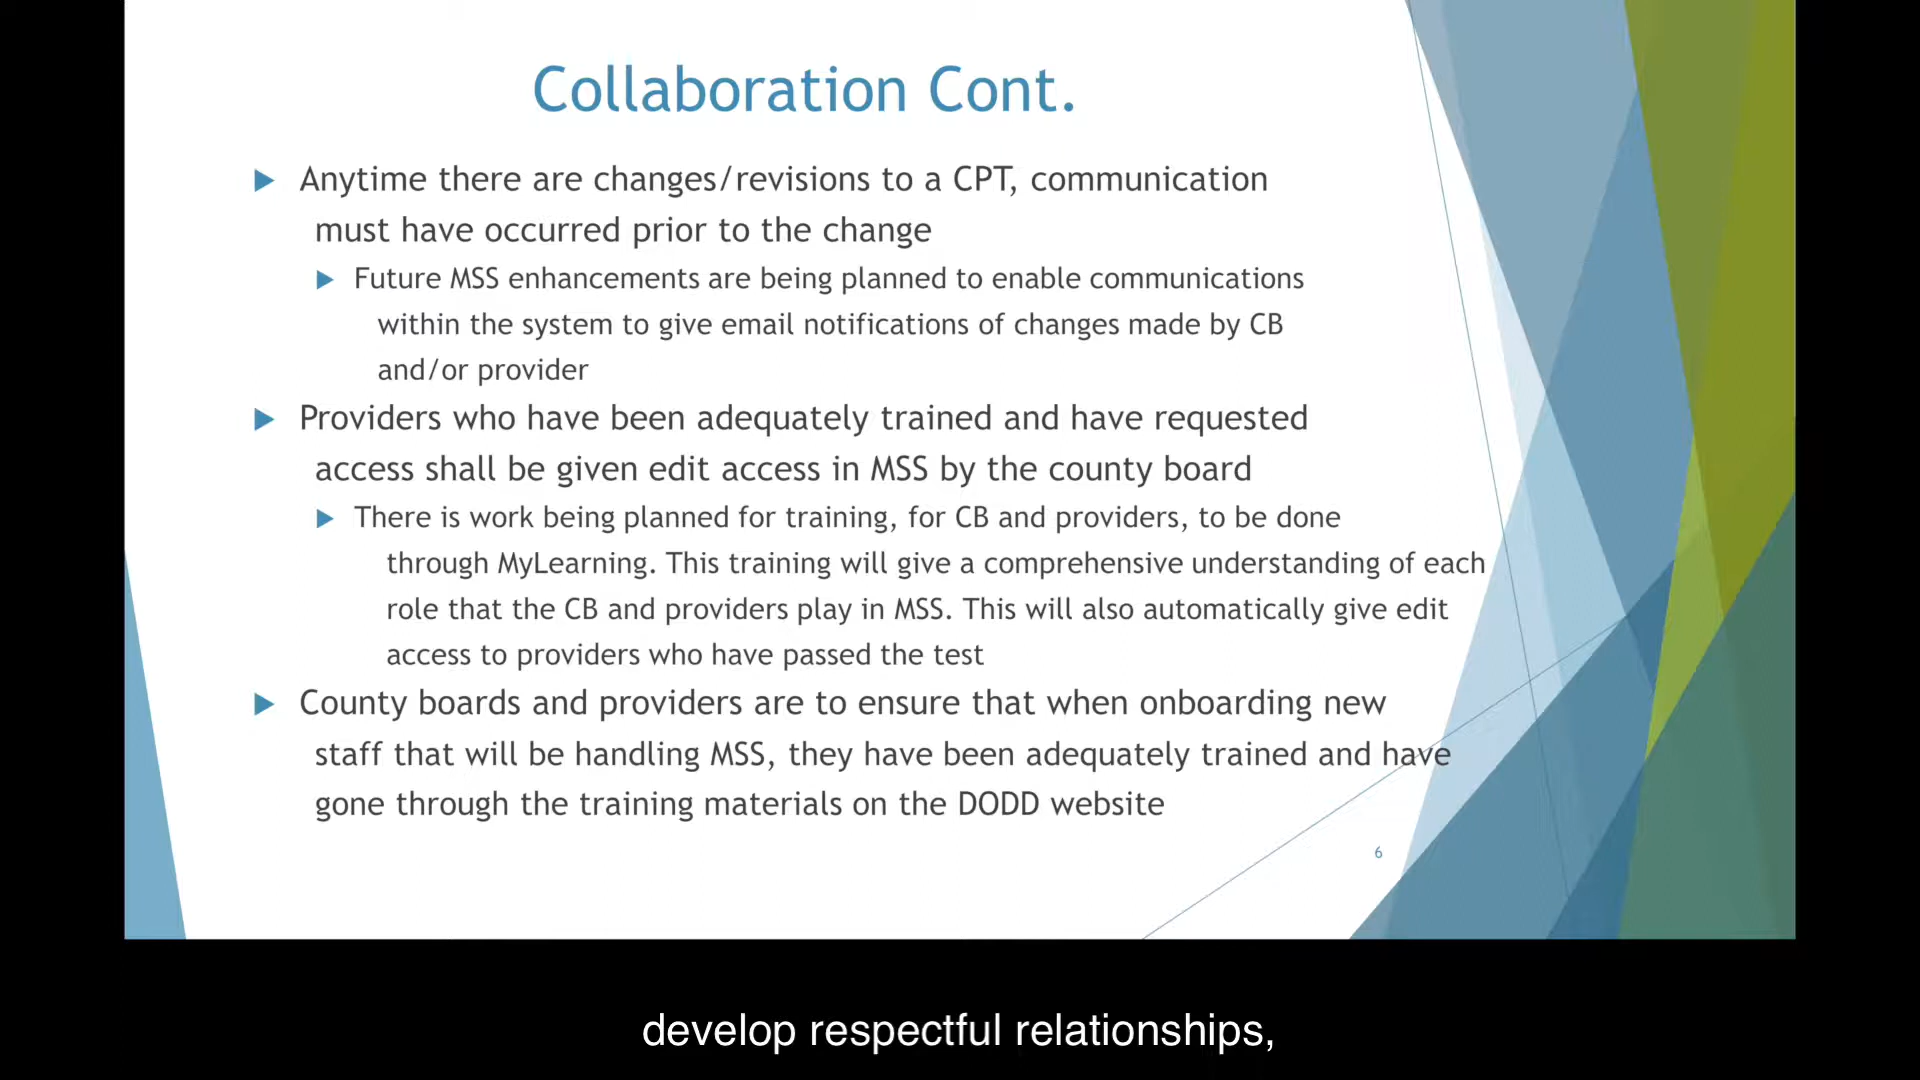 Collaboration Cont.
Anytime there are changes/revisions to a CPT, communication
must have occurred prior to the change
Future MSS enhancements are being planned to enable communications
within the system to give email notifications of changes made by CB
and/or provider
Providers who have been adequately trained and have requested
access shall be given edit access in MSS by the county board
There is work being planned for training, for CB and providers, to be done
through MyLearning. This training will give a comprehensive understanding of each
role that the CB and providers play in MSS. This will also automatically give edit
access to providers who have passed the test
County boards and providers are to ensure that when onboarding new
staff that will be handling MSS, they have been adequately trained and have
gone through the training materials on the DODD website
6
develop respectful relationships,